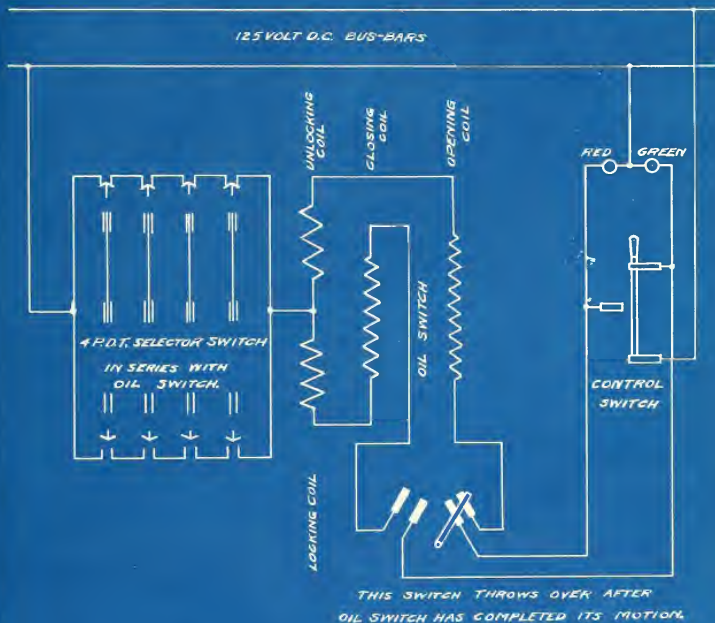 125 VOLT D.C. BUS-BARS
UNLOCKING
COIL
CLOSING
COIL
OPENING
COIL
RED
GREEN
4 P.D.T. SELECTOR SWITCH
IN SERIES WITH
OIL SWITCH.
OIL SWITCH
CONTROL
SWITCH
LOCKING COIL
THIS SWITCH THROWS OVER AFTER
OIL SWITCH HAS COMPLETED ITS MOTION.